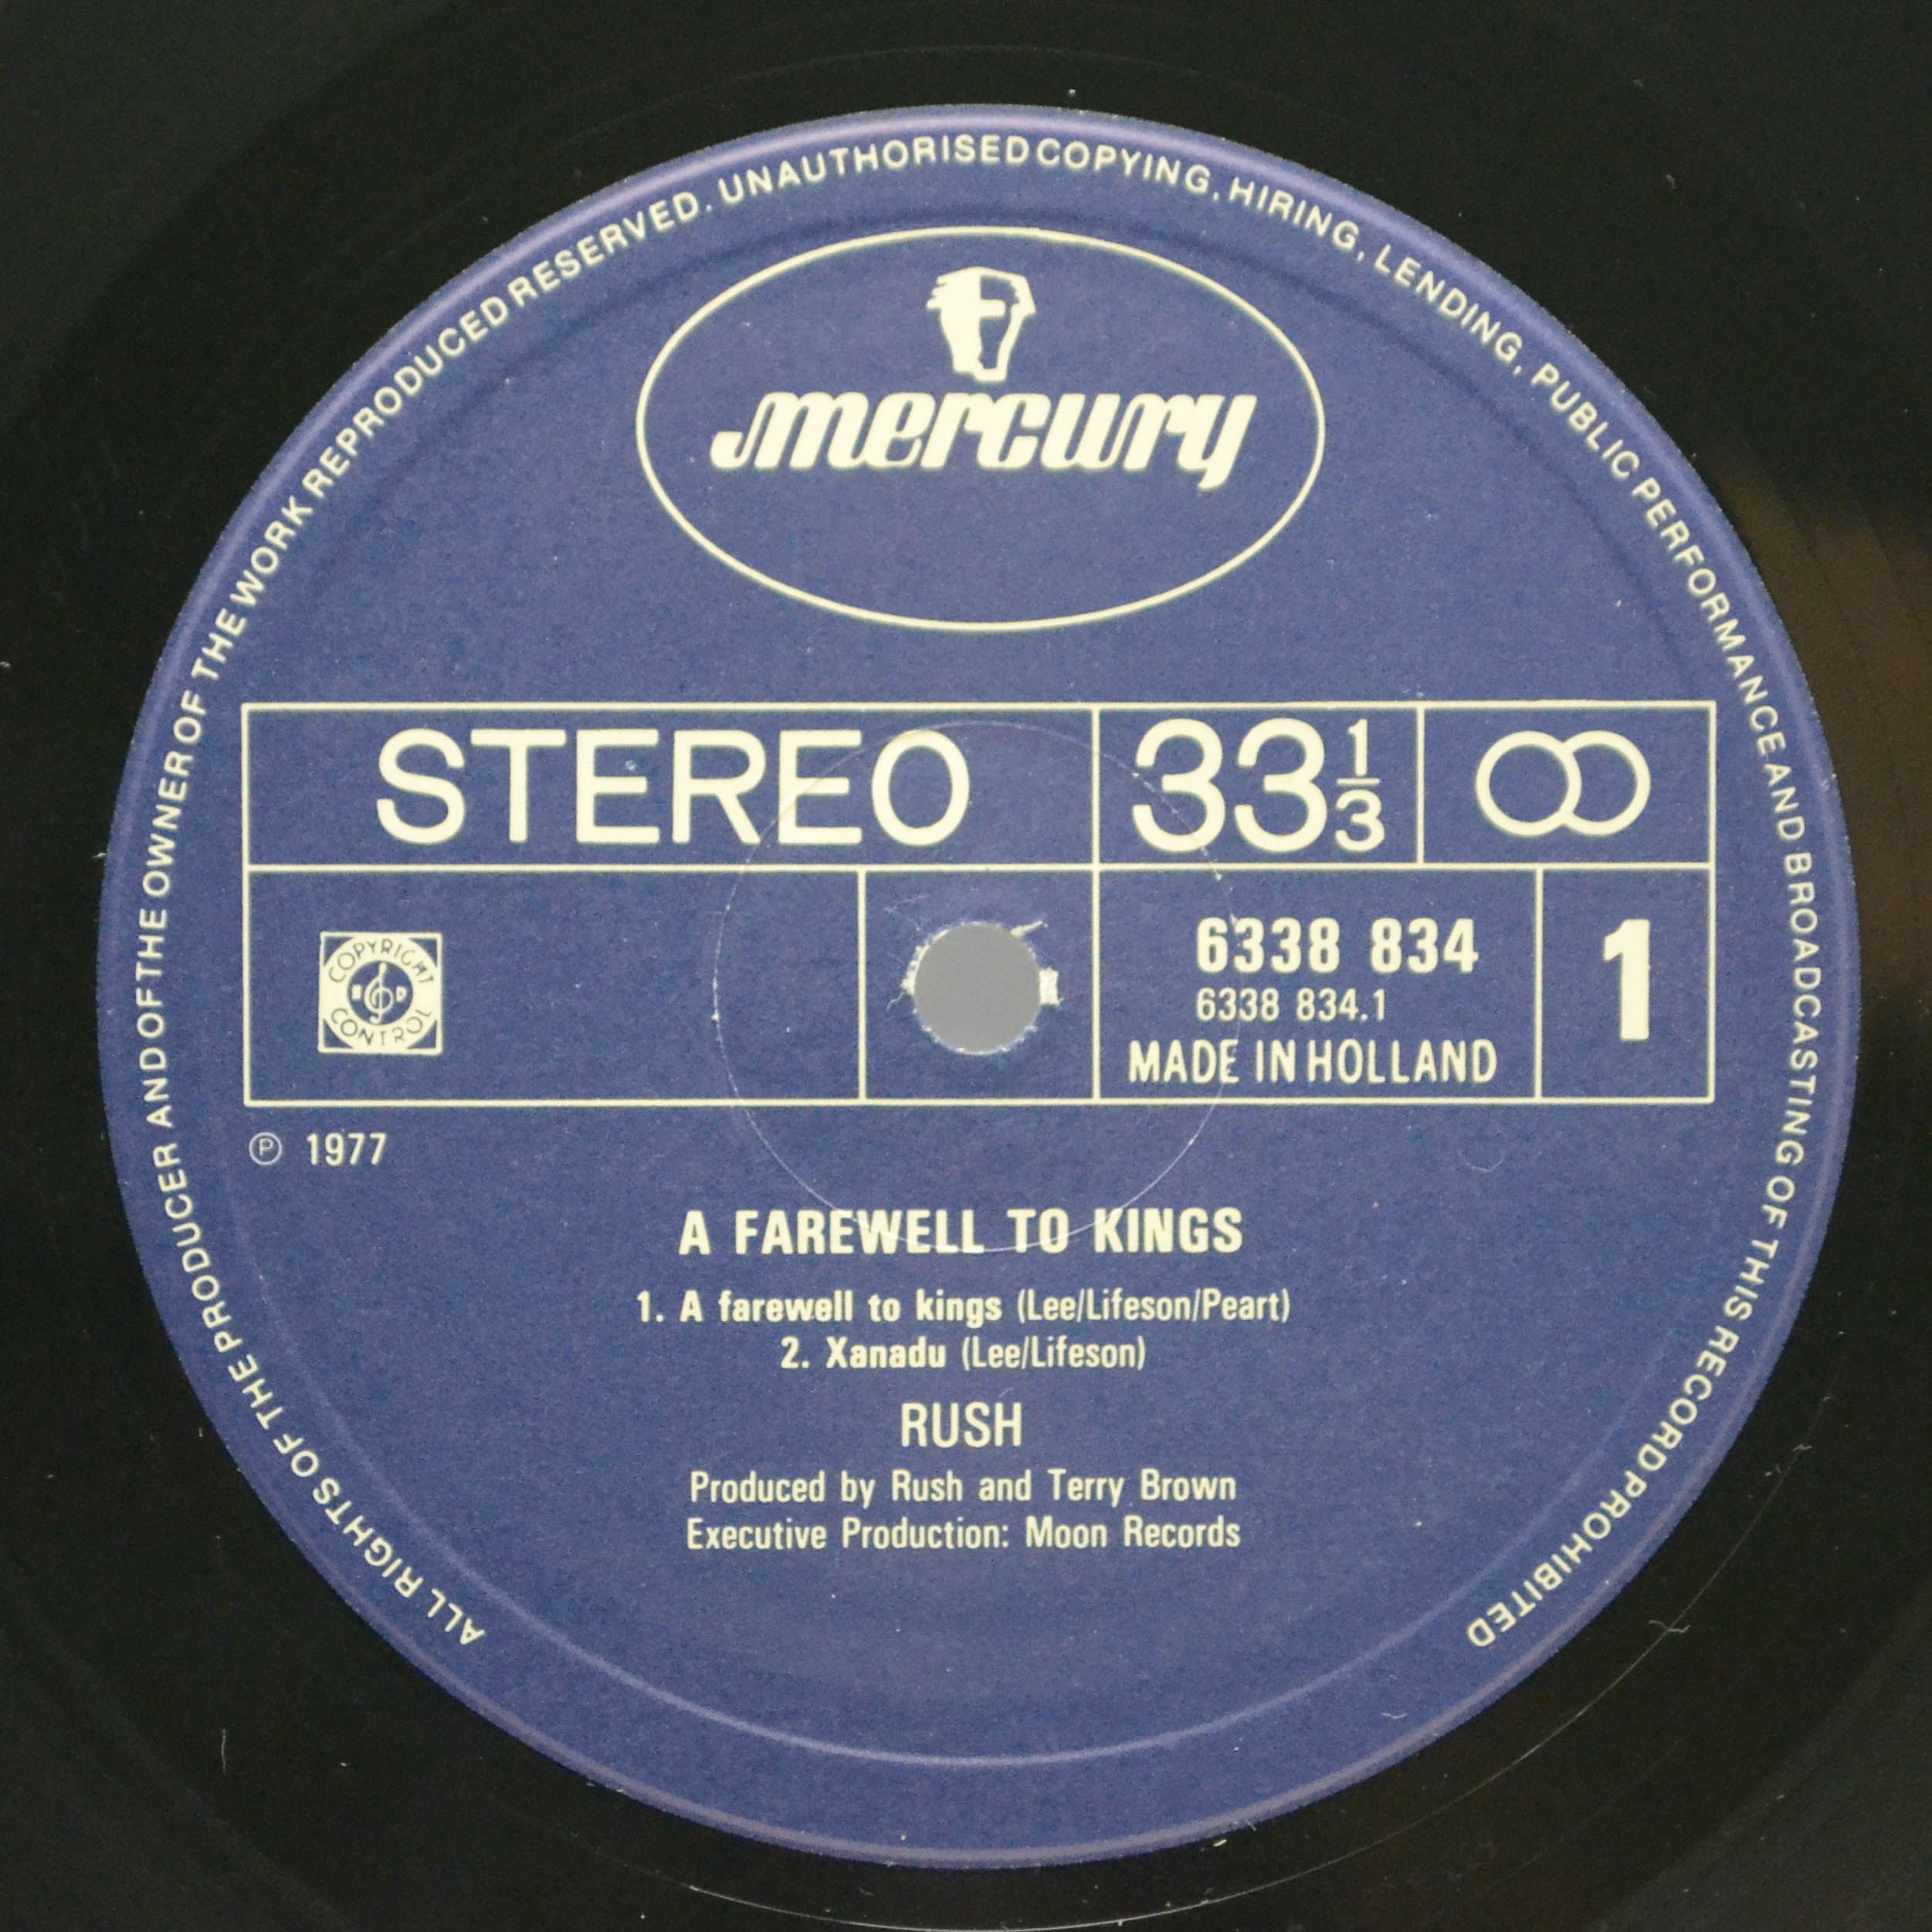 ALL RIGHTS OF THE PRODUCER AND OF THE OWNER OF THE WORK REPRODUCED RESERVED. UNAUTHORISED COPYING, HIRING, LENDING, PUBLIC PERFORMANCE AND BROADCASTING OF THIS RECORD PROHIBITED
mercury
STEREO 33 1/3
COPYRIGHT
CONTROL
6338 834
6338 834.1
MADE IN HOLLAND
1
℗ 1977
A FAREWELL TO KINGS
1. A farewell to kings (Lee/Lifeson/Peart)
2. Xanadu (Lee/Lifeson)
RUSH
Produced by Rush and Terry Brown
Executive Production: Moon Records